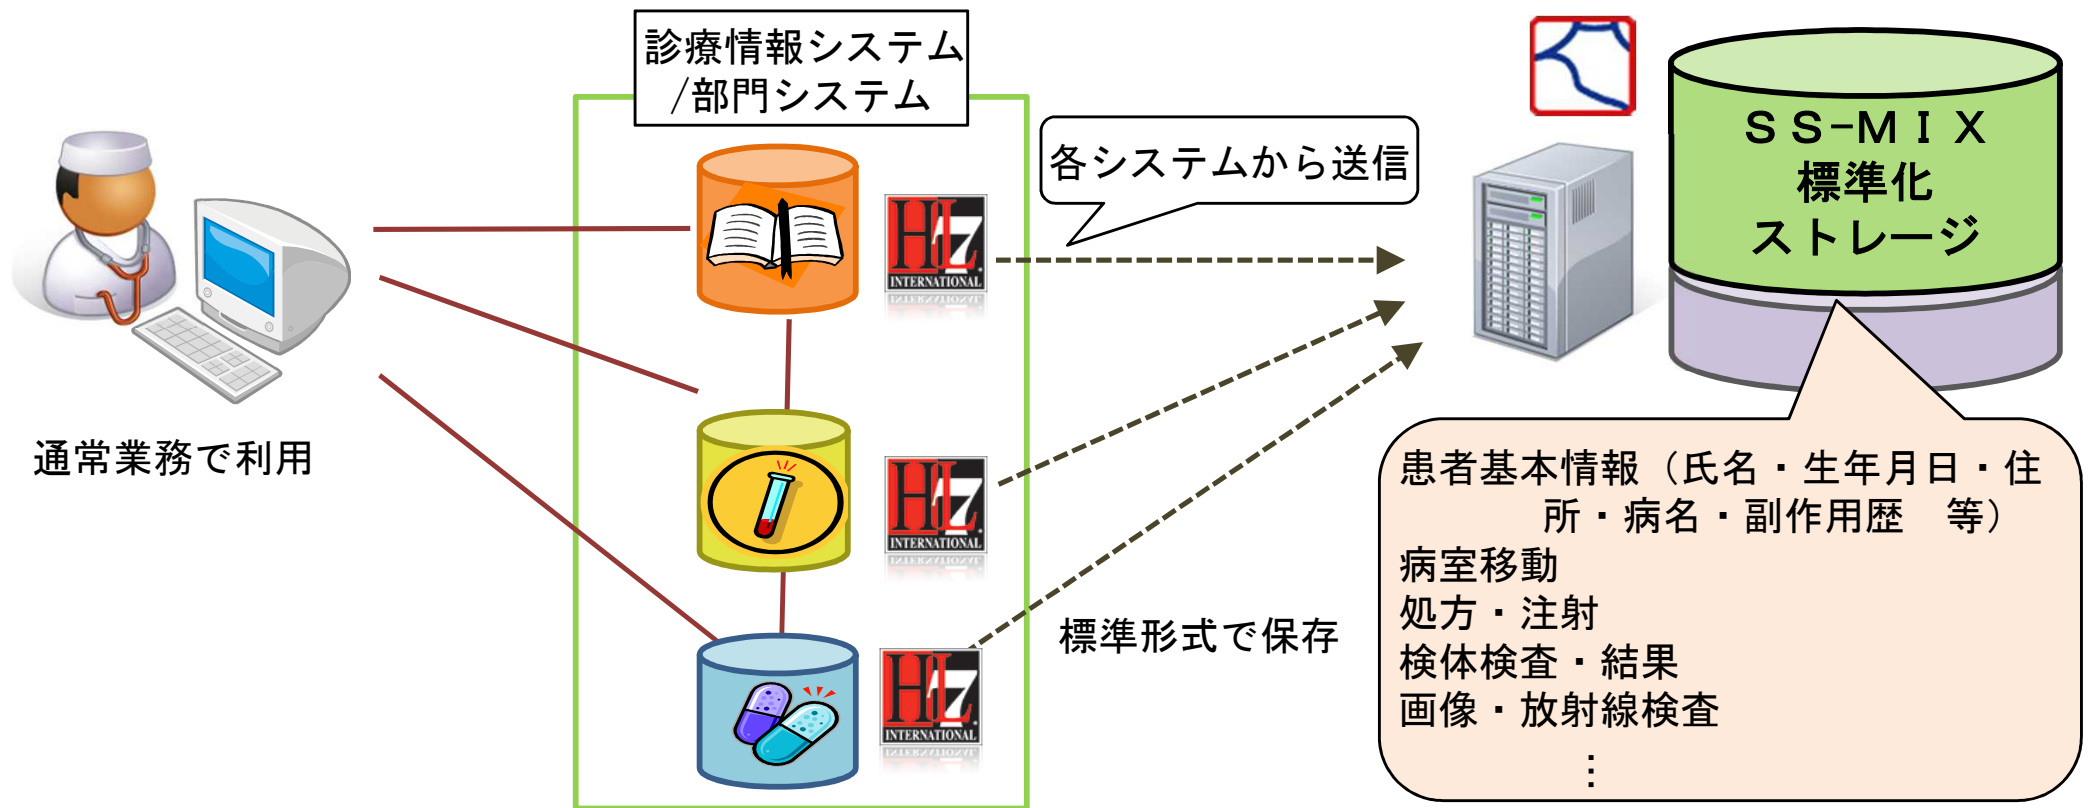 診療情報システム
/部門システム
各システムから送信
SS-MIX
標準化
ストレージ
HL7
INTERNATIONAL
通常業務で利用
HL7
INTERNATIONAL
標準形式で保存
HL7
INTERNATIONAL
患者基本情報（氏名・生年月日・住
所・病名・副作用歴　等）
病室移動
処方・注射
検体検査・結果
画像・放射線検査
：